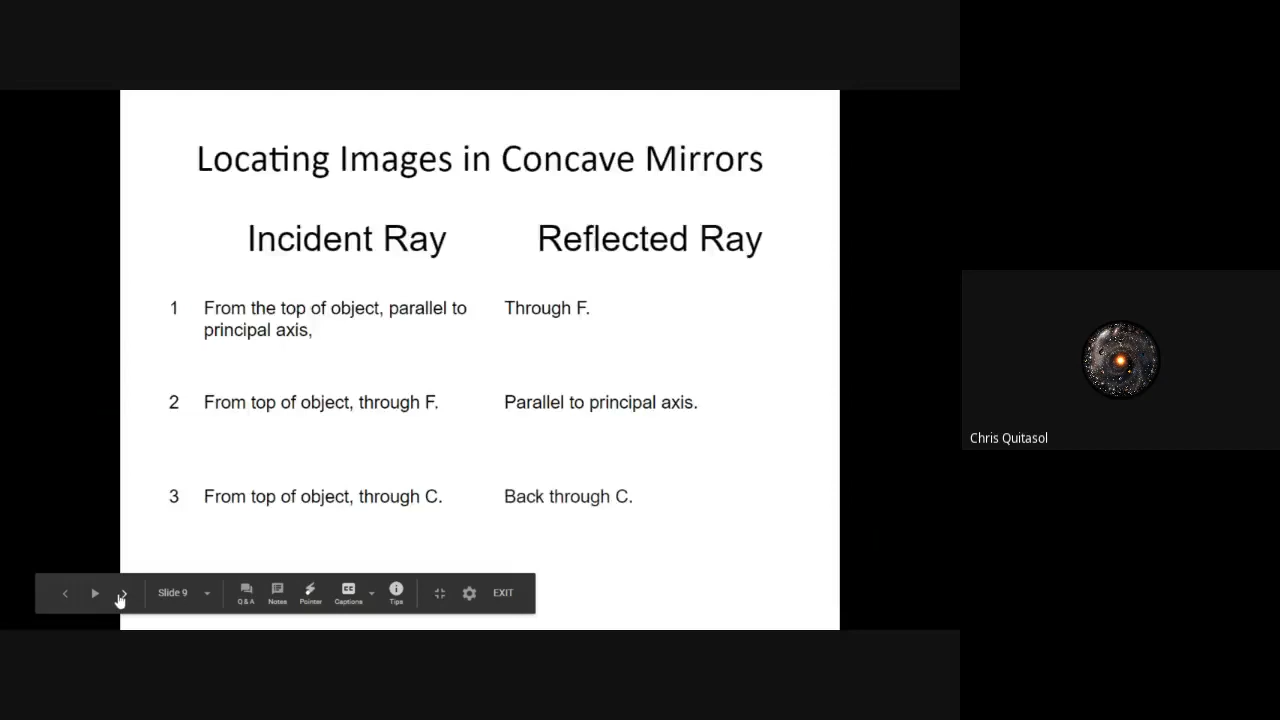 Locating Images in Concave Mirrors
Incident Ray
Reflected Ray
1 From the top of object, parallel to
principal axis,
Through F.
2 From top of object, through F.
Parallel to principal axis.
3 From top of object, through C.
Back through C.
Chris Quitasol
Slide 9
Q & A
Notes
Pointer
CC
Captions
Tips
EXIT